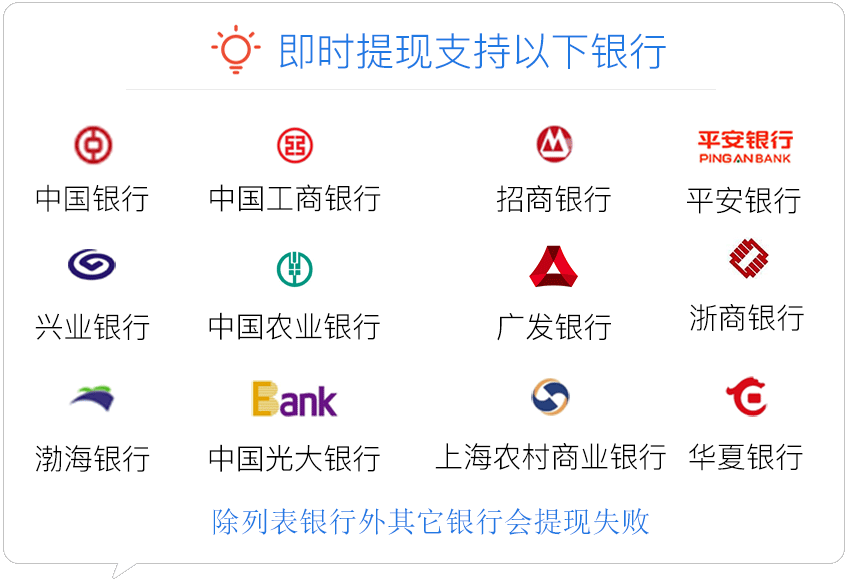 即时提现支持以下银行
平安银行
PINGAN BANK
中国银行
中国工商银行
招商银行
平安银行
兴业银行
中国农业银行
广发银行
浙商银行
Bank
渤海银行
中国光大银行
上海农村商业银行
华夏银行
除列表银行外其它银行会提现失败